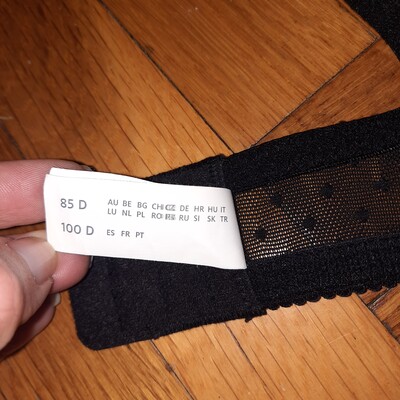 85 D AU BE BG CH CZ DE HR HU IT
LU NL PL RO RU SI SK TR
100 D ES FR PT